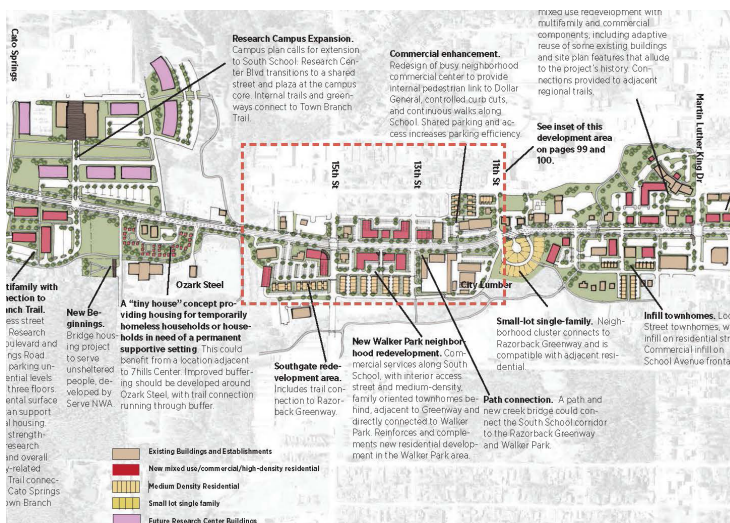 Cato Springs
Research Campus Expansion.
Campus plan calls for extension
to South School. Research Cen-
ter Blvd transitions to a shared
street and plaza at the campus
core. Internal trails and green-
ways connect to Town Branch
Trail.
Commercial enhancement.
Redesign of busy neighborhood
commercial center to provide
internal pedestrian link to Dollar
General, controlled curb cuts,
and continuous walks along
School. Shared parking and ac-
cess increases parking efficiency.
mixed use redevelopment with
multifamily and commercial
components, including adaptive
reuse of some existing buildings
and site plan features that allude
to the project's history. Con-
nections provided to adjacent
regional trails.
See inset of this
development area
on pages 99 and
100.
Martin Luther King Dr
15th St
13th St
11th St
Ozark Steel
City Lumber
tifamily with
nection to
nch Trail.
ess street
Research
oulevard and
ings Road
parking un-
ential levels
three floors
ental surface
an support
al housing.
strength-
research
and overall
y-related
Trail connec-
Cato Springs
own Branch
New Be-
ginnings.
Bridge hous-
ing project
to serve
unsheltered
people, de-
veloped by
Serve NWA.
A "tiny house" concept pro-
viding housing for temporarily
homeless households or house-
holds in need of a permanent
supportive setting. This could
benefit from a location adjacent
to 7hills Center. Improved buffer-
ing should be developed around
Ozark Steel, with trail connection
running through buffer.
Southgate rede-
velopment area.
Includes trail con-
nection to Razor-
back Greenway.
New Walker Park neighbor-
hood redevelopment. Com-
mercial services along South
School, with interior access
street and medium-density,
family oriented townhomes be-
hind, adjacent to Greenway and
directly connected to Walker
Park. Reinforces and comple-
ments new residential develop-
ment in the Walker Park area.
Path connection. A path and
new creek bridge could con-
nect the South School corridor
to the Razorback Greenway
and Walker Park.
Small-lot single-family. Neigh-
borhood cluster connects to
Razorback Greenway and is
compatible with adjacent resi-
dential.
Infill townhomes. Loc
Street townhomes, w
infill on residential str
Commercial infill on
School Avenue fronta
Existing Buildings and Establishments
New mixed use/commercial/high-density residential
Medium Density Residential
Small lot single family
Future Research Center Buildings